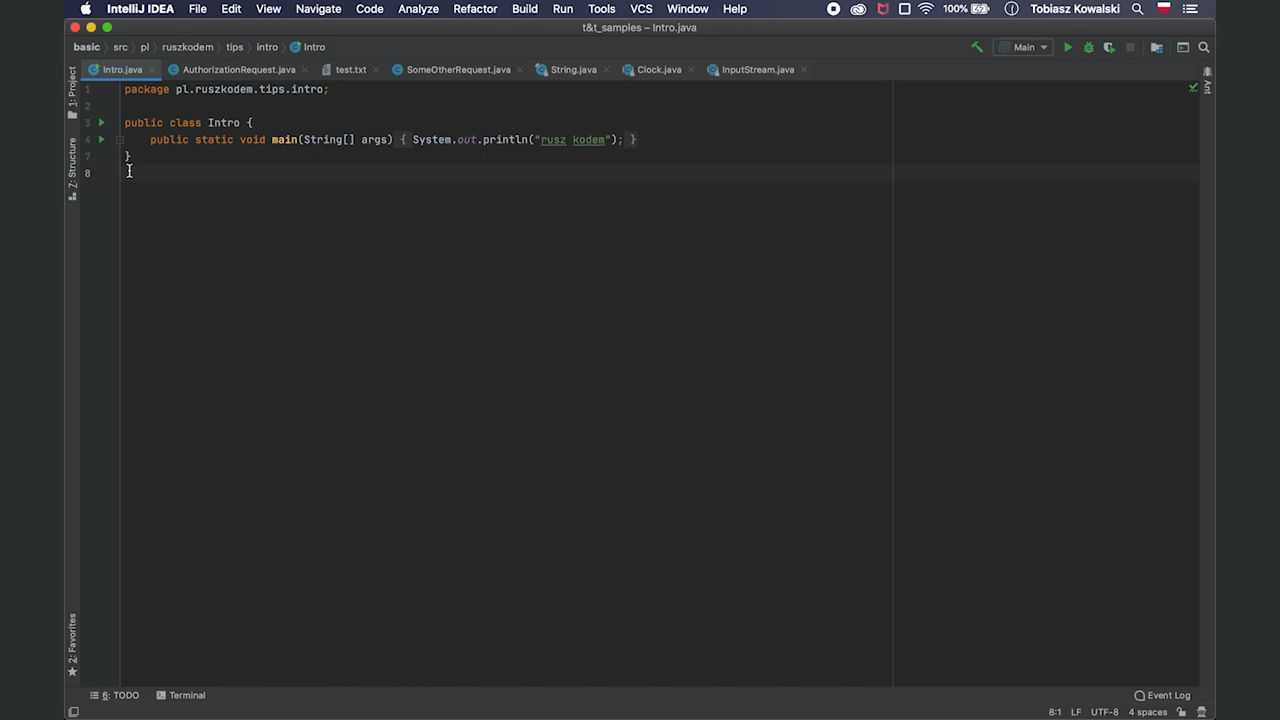 IntelliJ IDEA File Edit View Navigate Code Analyze Refactor Build Run Tools VCS Window Help 100% Tobiasz Kowalski
t&t_samples – Intro.java
basic src pl ruszkodem tips intro Intro Main
Intro.java AuthorizationRequest.java test.txt SomeOtherRequest.java String.java Clock.java InputStream.java
1: Project
Z: Structure
2: Favorites
Ant
1 package pl.ruszkodem.tips.intro;
2
3 public class Intro {
4 public static void main(String[] args) { System.out.println("rusz kodem"); }
7 }
8
6: TODO Terminal Event Log
8:1 LF UTF-8 4 spaces